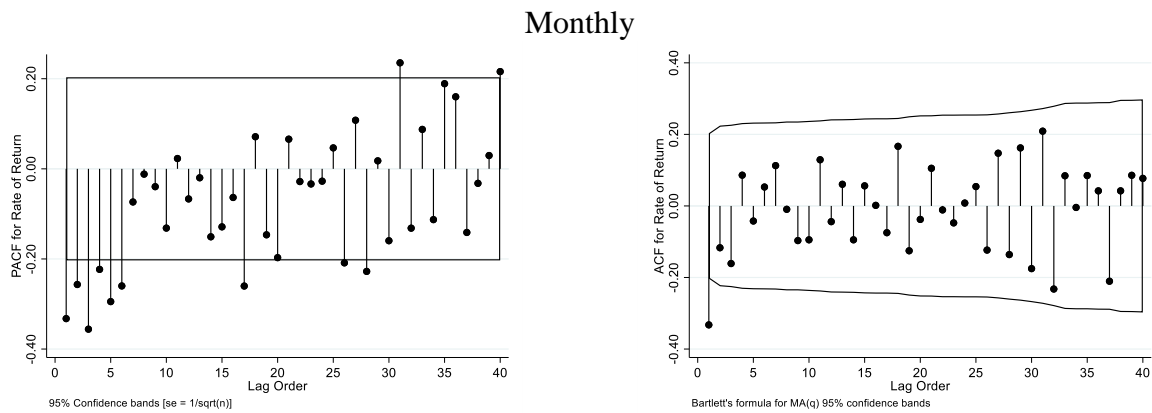 Monthly
PACF for Rate of Return
0.20
0.00
-0.20
-0.40
0 5 10 15 20 25 30 35 40
Lag Order
95% Confidence bands [se = 1/sqrt(n)]
ACF for Rate of Return
0.40
0.20
0.00
-0.20
-0.40
0 5 10 15 20 25 30 35 40
Lag Order
Bartlett's formula for MA(q) 95% confidence bands